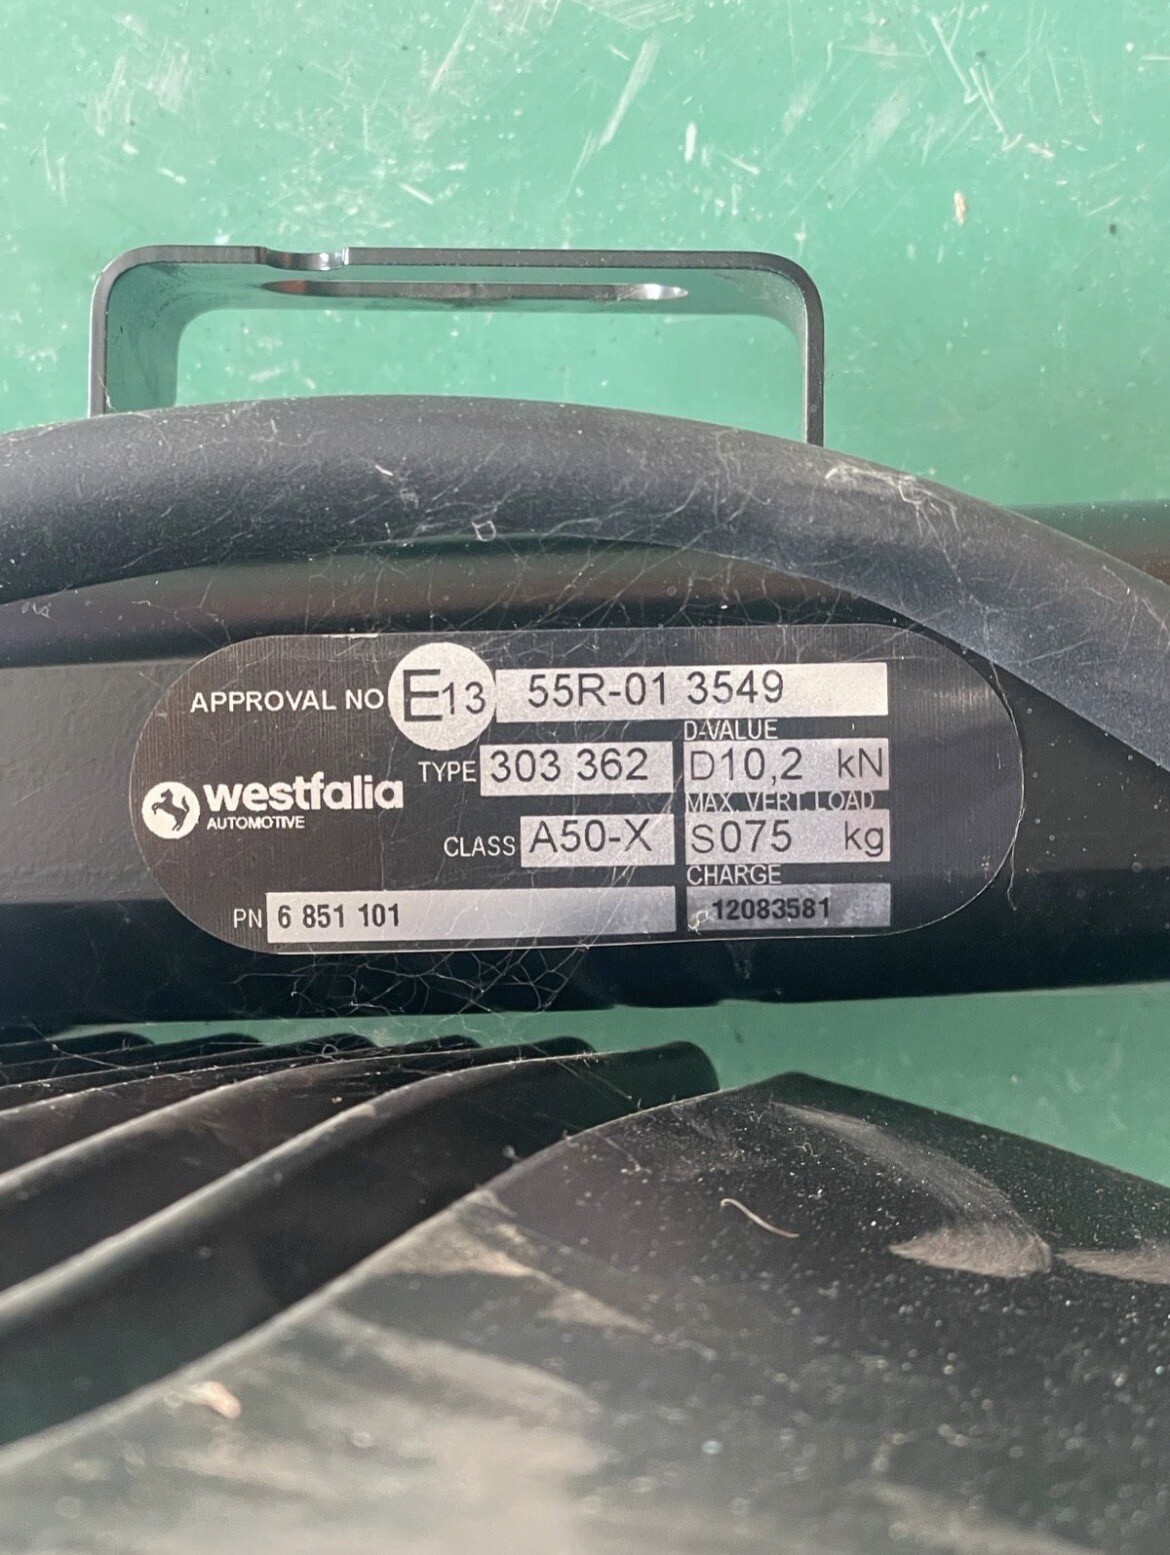 APPROVAL NO E13 55R-01 3549
D-VALUE
TYPE 303 362 D10,2 kN
westfalia
AUTOMOTIVE
MAX. VERT.LOAD
CLASS A50-X S075 kg
CHARGE
PN 6 851 101 12083581